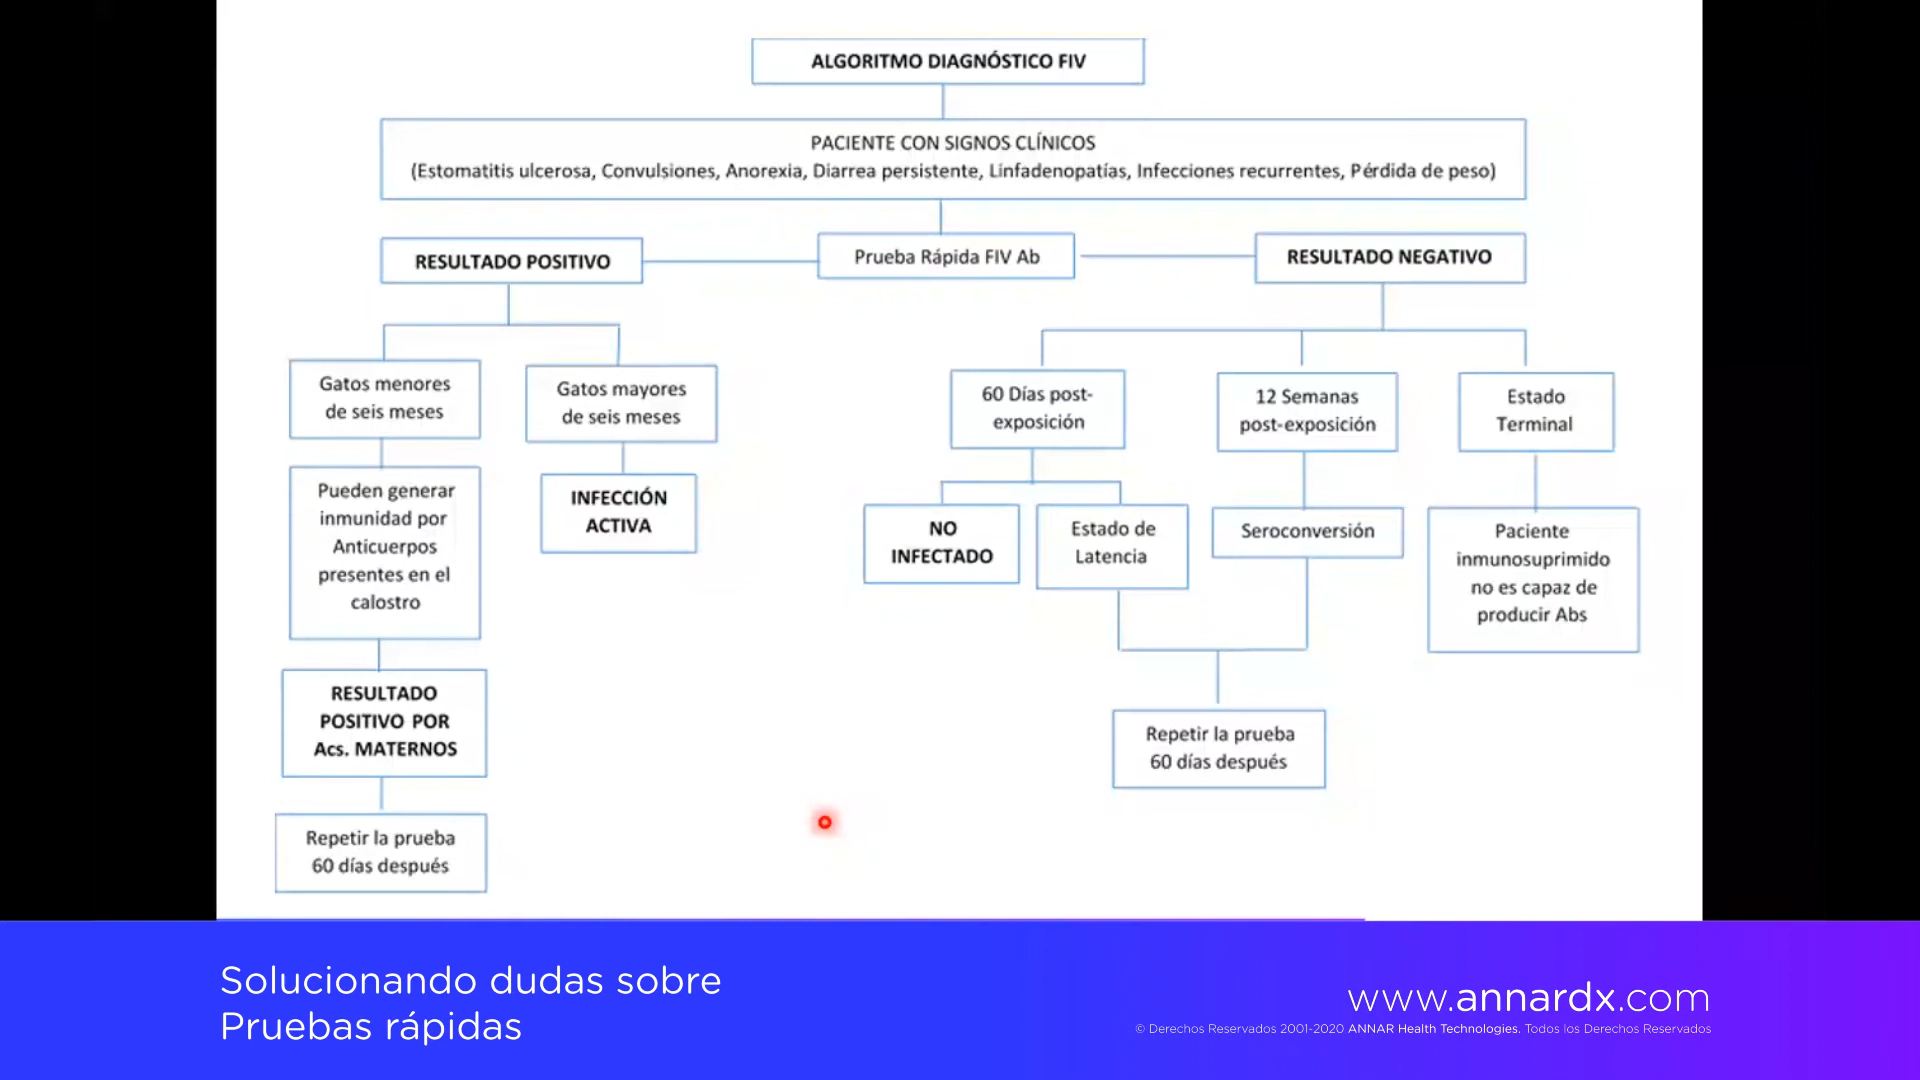 ALGORITMO DIAGNÓSTICO FIV
PACIENTE CON SIGNOS CLÍNICOS
(Estomatitis ulcerosa, Convulsiones, Anorexia, Diarrea persistente, Linfadenopatías, Infecciones recurrentes, Pérdida de peso)
RESULTADO POSITIVO
Prueba Rápida FIV Ab
RESULTADO NEGATIVO
Gatos menores
de seis meses
Gatos mayores
de seis meses
60 Días post-
exposición
12 Semanas
post-exposición
Estado
Terminal
Pueden generar
inmunidad por
Anticuerpos
presentes en el
calostro
INFECCIÓN
ACTIVA
NO
INFECTADO
Estado de
Latencia
Seroconversión
Paciente
inmunosuprimido
no es capaz de
producir Abs
RESULTADO
POSITIVO POR
Acs. MATERNOS
Repetir la prueba
60 días después
Repetir la prueba
60 días después
Solucionando dudas sobre
Pruebas rápidas
www.annardx.com
© Derechos Reservados 2001-2020 ANNAR Health Technologies. Todos los Derechos Reservados